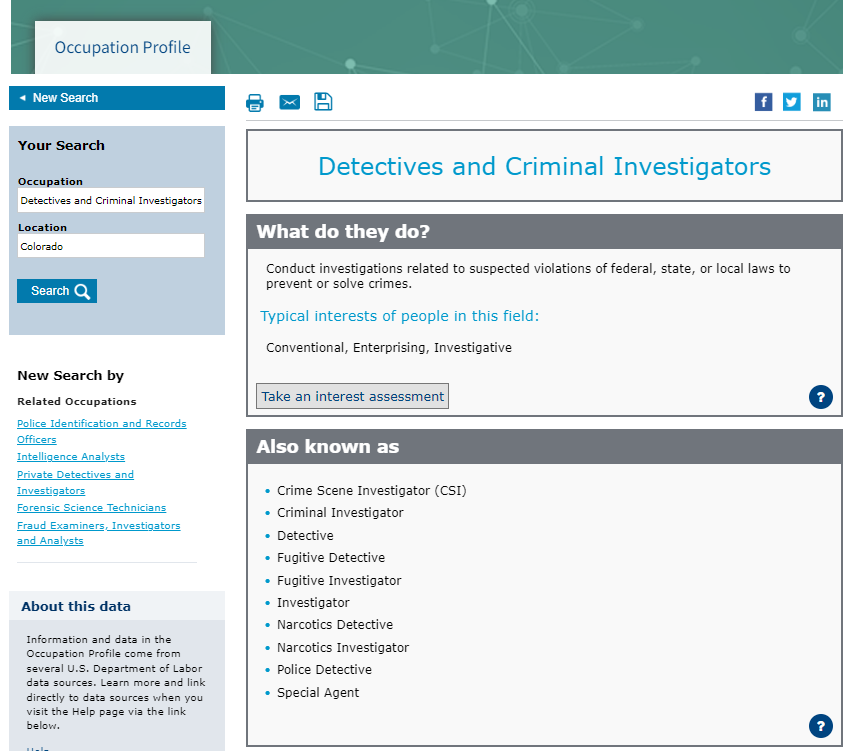 Occupation Profile
◄ New Search
Your Search
Occupation
Detectives and Criminal Investigators
Location
Colorado
Search
New Search by
Related Occupations
Police Identification and Records
Officers
Intelligence Analysts
Private Detectives and
Investigators
Forensic Science Technicians
Fraud Examiners, Investigators
and Analysts
About this data
Information and data in the
Occupation Profile come from
several U.S. Department of Labor
data sources. Learn more and link
directly to data sources when you
visit the Help page via the link
below.
Help
f
in
Detectives and Criminal Investigators
What do they do?
Conduct investigations related to suspected violations of federal, state, or local laws to
prevent or solve crimes.
Typical interests of people in this field:
Conventional, Enterprising, Investigative
Take an interest assessment
?
Also known as
• Crime Scene Investigator (CSI)
• Criminal Investigator
• Detective
• Fugitive Detective
• Fugitive Investigator
• Investigator
• Narcotics Detective
• Narcotics Investigator
• Police Detective
• Special Agent
?